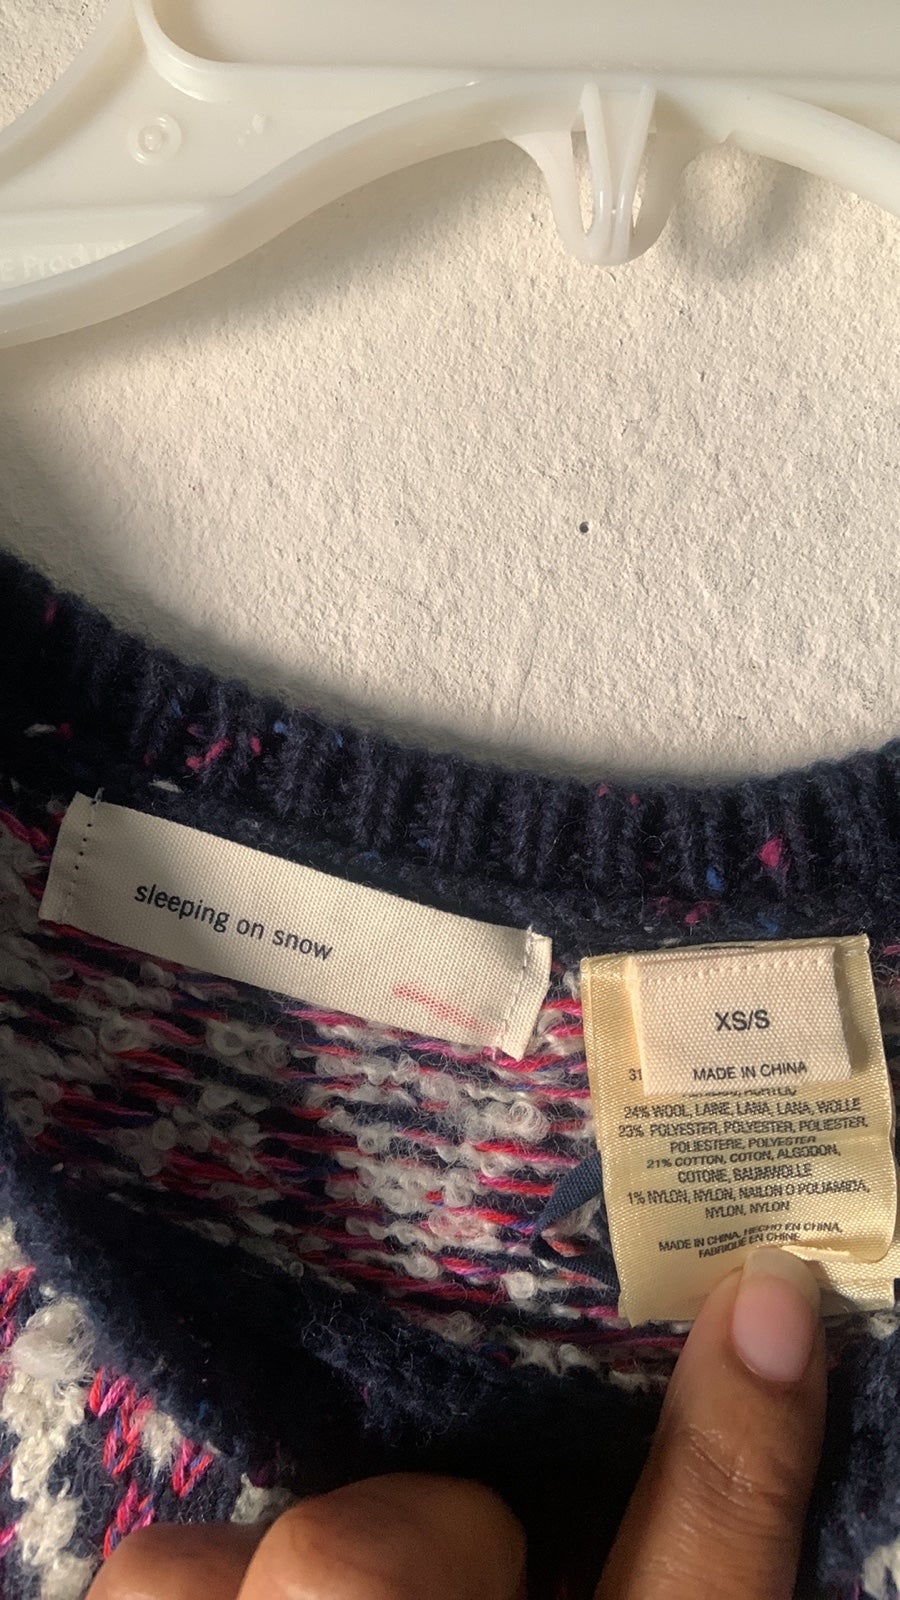 sleeping on snow
XS/S
MADE IN CHINA
31
24% WOOL, LAINE, LANA, LANA, WOLLE
23% POLYESTER, POLYESTER, POLIESTER,
POLIESTERE, POLYESTER
21% COTTON, COTON, ALGODON,
COTONE, BAUMWOLLE
1% NYLON, NYLON, NAILON O POLIAMIDA,
NYLON, NYLON
MADE IN CHINA, HECHO EN CHINA,
FABRIQUE EN CHINE